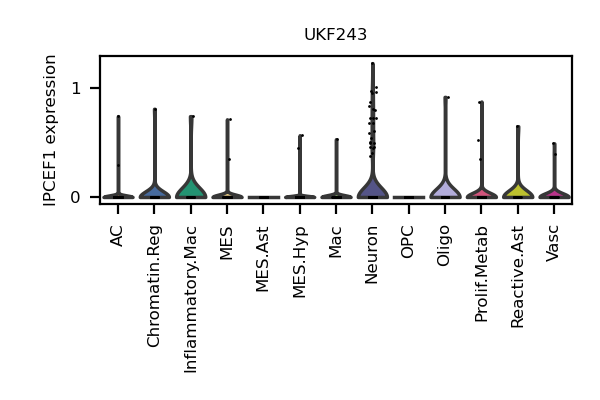 UKF243
IPCEF1 expression
1
0
AC
Chromatin.Reg
Inflammatory.Mac
MES
MES.Ast
MES.Hyp
Mac
Neuron
OPC
Oligo
Prolif.Metab
Reactive.Ast
Vasc